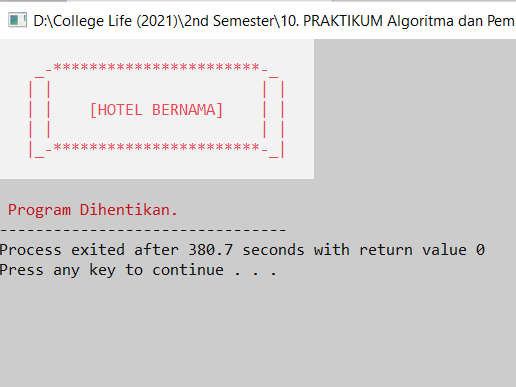 D:\College Life (2021)\2nd Semester\10. PRAKTIKUM Algoritma dan Pem
_-***********************-_
| |                       | |
| |    [HOTEL BERNAMA]    | |
| |                       | |
|_-***********************-_|
Program Dihentikan.
--------------------------------
Process exited after 380.7 seconds with return value 0
Press any key to continue . . .